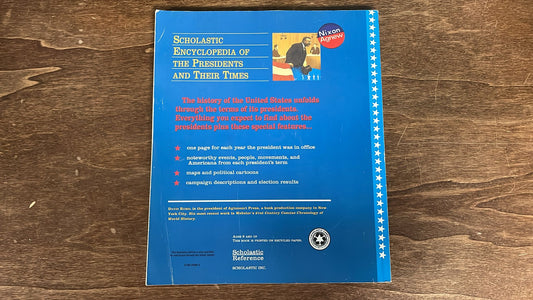 SCHOLASTIC
ENCYCLOPEDIA OF
THE PRESIDENTS
AND THEIR TIMES
Nixon
Agnew
The history of the United States unfolds
through the terms of its presidents.
Everything you expect to find about the
presidents plus these special features...
one page for each year the president was in office
noteworthy events, people, movements, and
Americana from each president's term
maps and political cartoons
campaign descriptions and election results
DAVID RUBEL is the president of Agincourt Press, a book production company in New
York City. His most recent work is Webster's 21st Century Concise Chronology of
World History.
AGES 9 AND UP
THIS BOOK IS PRINTED ON RECYCLED PAPER.
Scholastic
Reference
SCHOLASTIC INC.